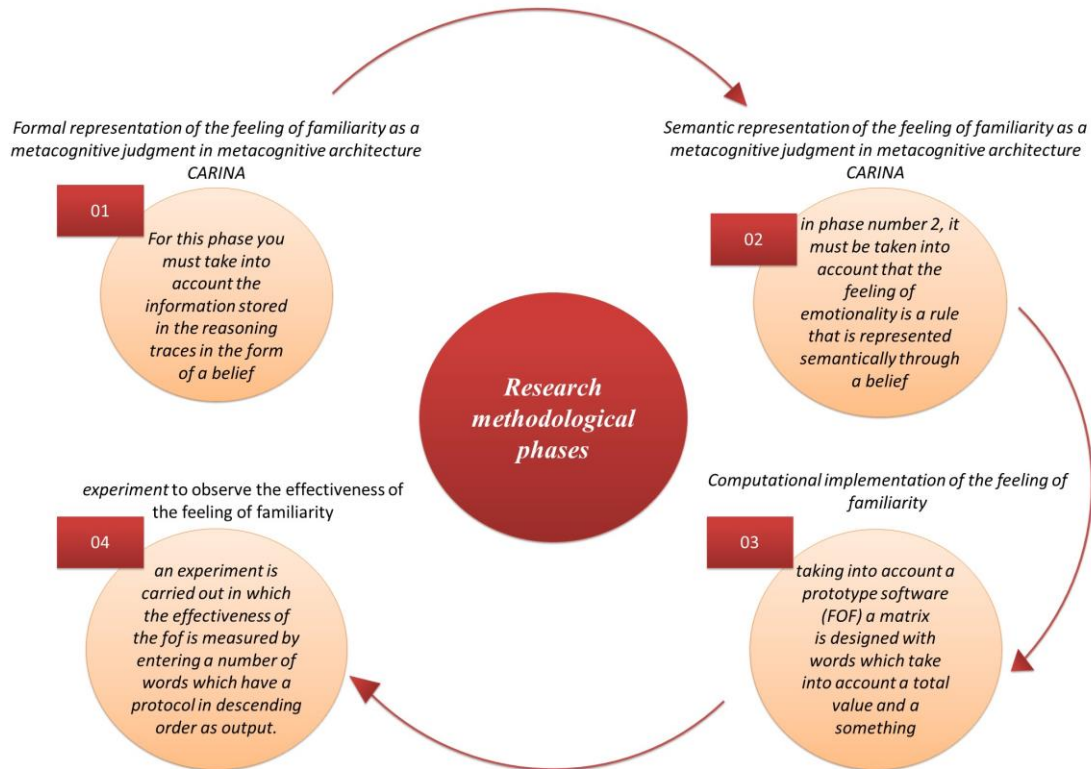 Formal representation of the feeling of familiarity as a
metacognitive judgment in metacognitive architecture
CARINA
01
For this phase you
must take into
account the
information stored
in the reasoning
traces in the form
of a belief
Semantic representation of the feeling of familiarity as a
metacognitive judgment in metacognitive architecture
CARINA
02
in phase number 2, it
must be taken into
account that the
feeling of
emotionality is a rule
that is represented
semantically through
a belief
Research
methodological
phases
Computational implementation of the feeling of
familiarity
03
taking into account a
prototype software
(FOF) a matrix
is designed with
words which take
into account a total
value and a
something
experiment to observe the effectiveness of
the feeling of familiarity
04
an experiment is
carried out in which
the effectiveness of
the fof is measured by
entering a number of
words which have a
protocol in descending
order as output.